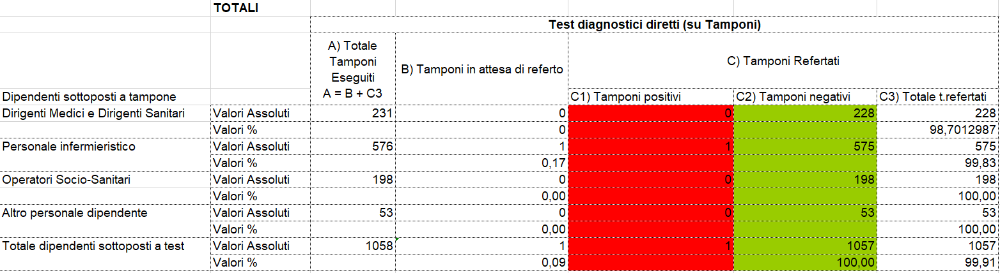 TOTALI
Test diagnostici diretti (su Tamponi)
A) Totale
Tamponi
Eseguiti
A = B + C3
B) Tamponi in attesa di referto
C) Tamponi Refertati
Dipendenti sottoposti a tampone C1) Tamponi positivi C2) Tamponi negativi C3) Totale t.refertati
Dirigenti Medici e Dirigenti Sanitari Valori Assoluti 231 0 0 228 228
Valori % 0 98,7012987
Personale infermieristico Valori Assoluti 576 1 1 575 575
Valori % 0,17 99,83
Operatori Socio-Sanitari Valori Assoluti 198 0 0 198 198
Valori % 0,00 100,00
Altro personale dipendente Valori Assoluti 53 0 0 53 53
Valori % 0,00 100,00
Totale dipendenti sottoposti a test Valori Assoluti 1058 1 1 1057 1057
Valori % 0,09 100,00 99,91